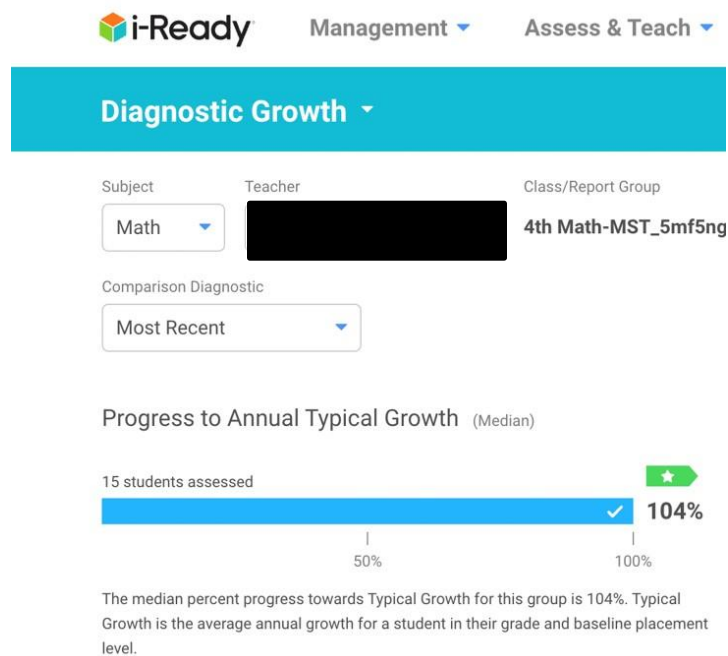 i-Ready Management Assess & Teach
Diagnostic Growth
Subject Teacher Class/Report Group
Math 4th Math-MST_5mf5ng
Comparison Diagnostic
Most Recent
Progress to Annual Typical Growth (Median)
15 students assessed
104%
50% 100%
The median percent progress towards Typical Growth for this group is 104%. Typical
Growth is the average annual growth for a student in their grade and baseline placement
level.